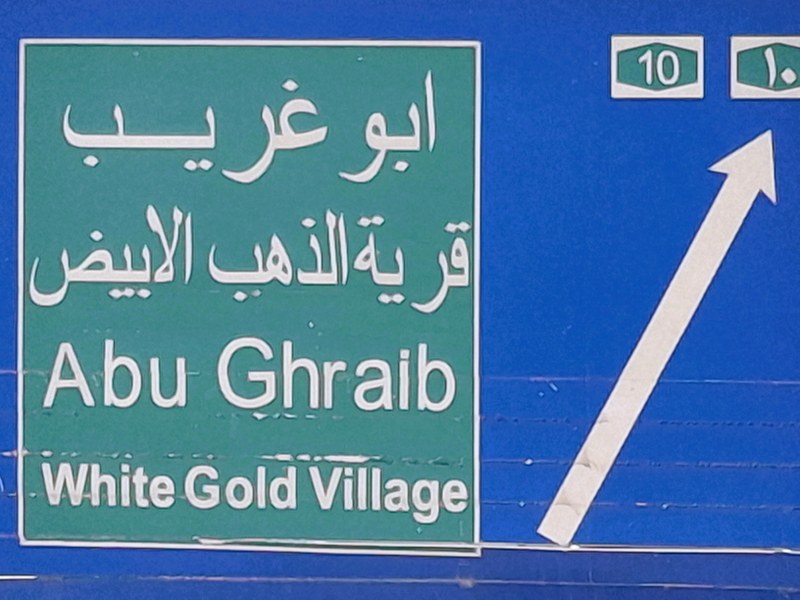 ابو غريب
قرية الذهب الابيض
Abu Ghraib
White Gold Village
10
١٠